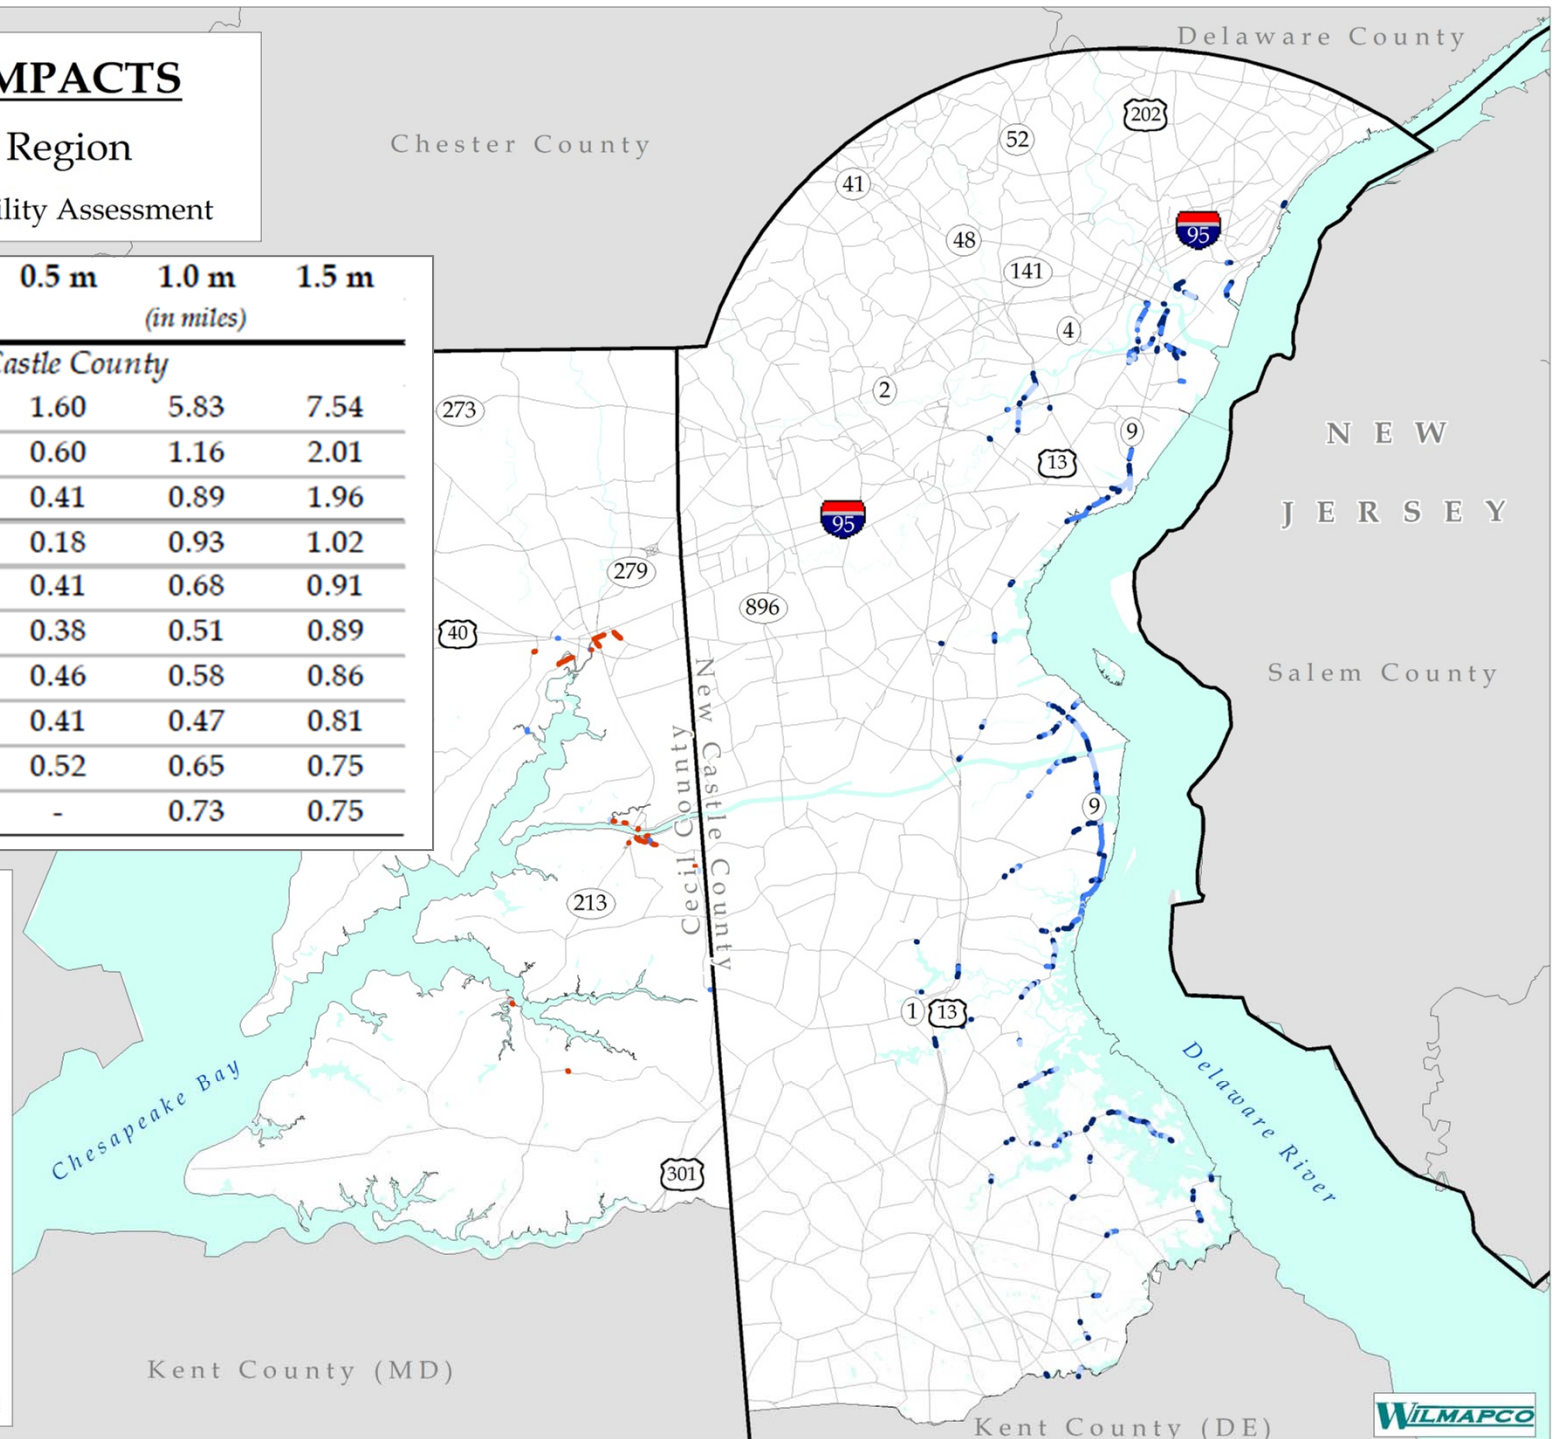 MPACTS
Region
ility Assessment
0.5 m 1.0 m 1.5 m
(in miles)
Castle County
1.60 5.83 7.54
0.60 1.16 2.01
0.41 0.89 1.96
0.18 0.93 1.02
0.41 0.68 0.91
0.38 0.51 0.89
0.46 0.58 0.86
0.41 0.47 0.81
0.52 0.65 0.75
- 0.73 0.75
Delaware County
Chester County
202
52
41
95
48
141
4
2
273
9
13
NEW
JERSEY
95
279
896
40
Salem County
New Castle County
Cecil County
9
213
1
13
Chesapeake Bay
Delaware River
301
Kent County (MD)
Kent County (DE)
WILMAPCO